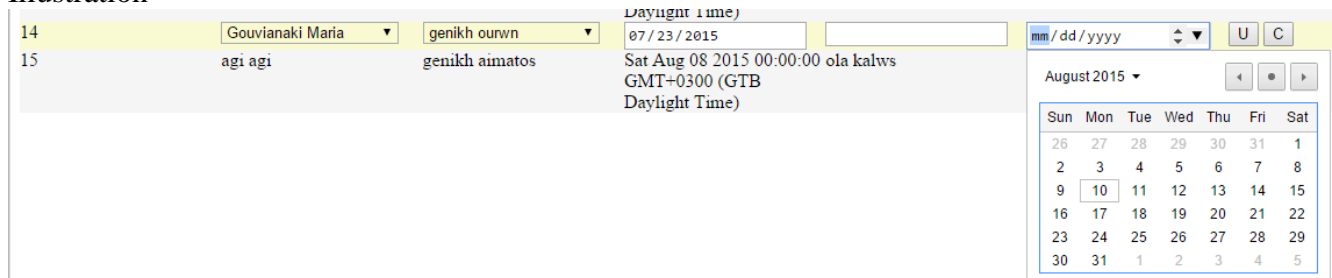 Illustration
Daylight Time)
14 Gouvianaki Maria genikh ourwn 07/23/2015 mm/dd/yyyy U C
15 agi agi genikh aimatos Sat Aug 08 2015 00:00:00 ola kalws
GMT+0300 (GTB
Daylight Time)
August 2015
Sun Mon Tue Wed Thu Fri Sat
26 27 28 29 30 31 1
2 3 4 5 6 7 8
9 10 11 12 13 14 15
16 17 18 19 20 21 22
23 24 25 26 27 28 29
30 31 1 2 3 4 5